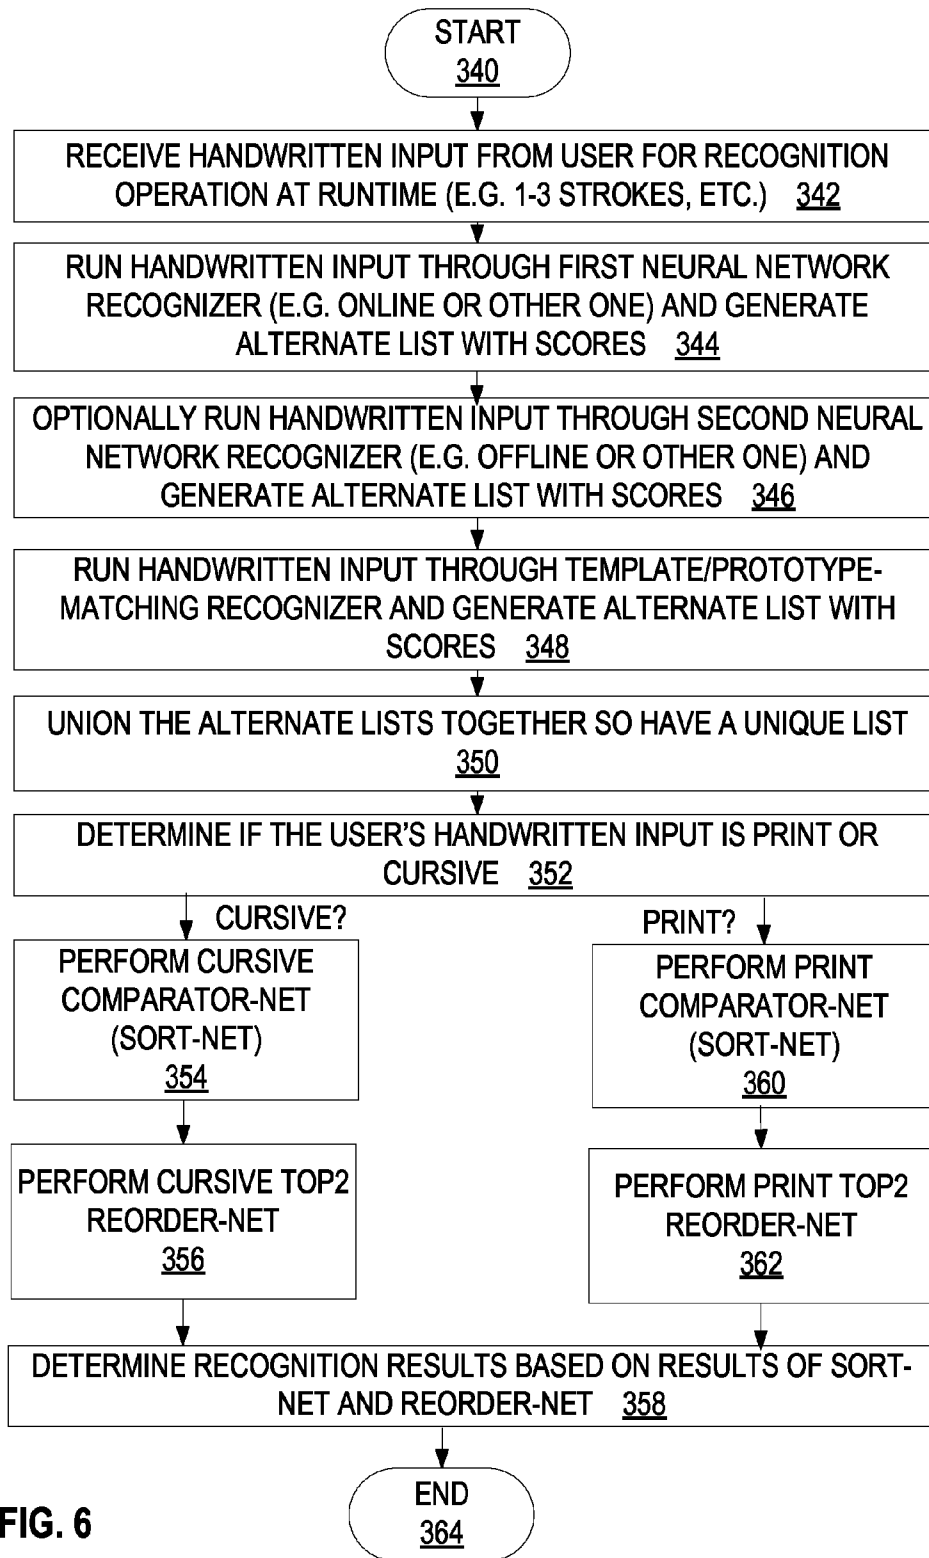 START
340
RECEIVE HANDWRITTEN INPUT FROM USER FOR RECOGNITION
OPERATION AT RUNTIME (E.G. 1-3 STROKES, ETC.) 342
RUN HANDWRITTEN INPUT THROUGH FIRST NEURAL NETWORK
RECOGNIZER (E.G. ONLINE OR OTHER ONE) AND GENERATE
ALTERNATE LIST WITH SCORES 344
OPTIONALLY RUN HANDWRITTEN INPUT THROUGH SECOND NEURAL
NETWORK RECOGNIZER (E.G. OFFLINE OR OTHER ONE) AND
GENERATE ALTERNATE LIST WITH SCORES 346
RUN HANDWRITTEN INPUT THROUGH TEMPLATE/PROTOTYPE-
MATCHING RECOGNIZER AND GENERATE ALTERNATE LIST WITH
SCORES 348
UNION THE ALTERNATE LISTS TOGETHER SO HAVE A UNIQUE LIST
350
DETERMINE IF THE USER'S HANDWRITTEN INPUT IS PRINT OR
CURSIVE 352
CURSIVE?
PERFORM CURSIVE
COMPARATOR-NET
(SORT-NET)
354
PERFORM CURSIVE TOP2
REORDER-NET
356
PRINT?
PERFORM PRINT
COMPARATOR-NET
(SORT-NET)
360
PERFORM PRINT TOP2
REORDER-NET
362
DETERMINE RECOGNITION RESULTS BASED ON RESULTS OF SORT-
NET AND REORDER-NET 358
END
364
FIG. 6